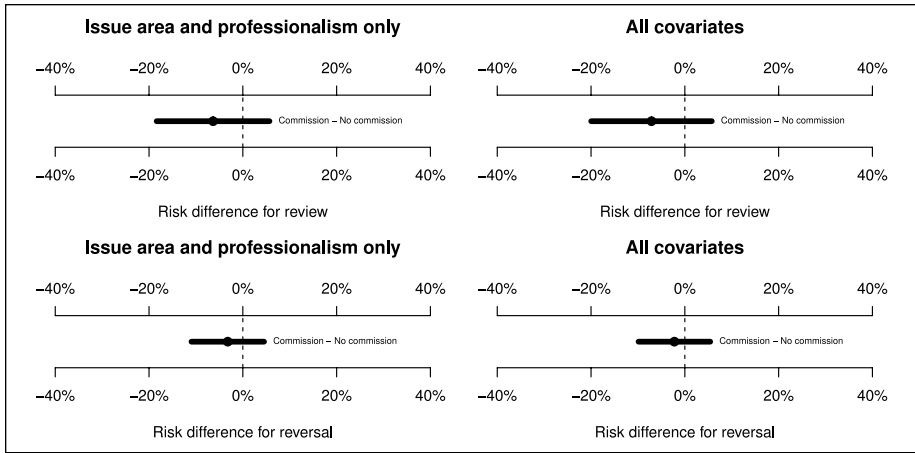 Issue area and professionalism only
−40% −20% 0% 20% 40%
Commission − No commission
−40% −20% 0% 20% 40%
Risk difference for review
All covariates
−40% −20% 0% 20% 40%
Commission − No commission
−40% −20% 0% 20% 40%
Risk difference for review
Issue area and professionalism only
−40% −20% 0% 20% 40%
Commission − No commission
−40% −20% 0% 20% 40%
Risk difference for reversal
All covariates
−40% −20% 0% 20% 40%
Commission − No commission
−40% −20% 0% 20% 40%
Risk difference for reversal